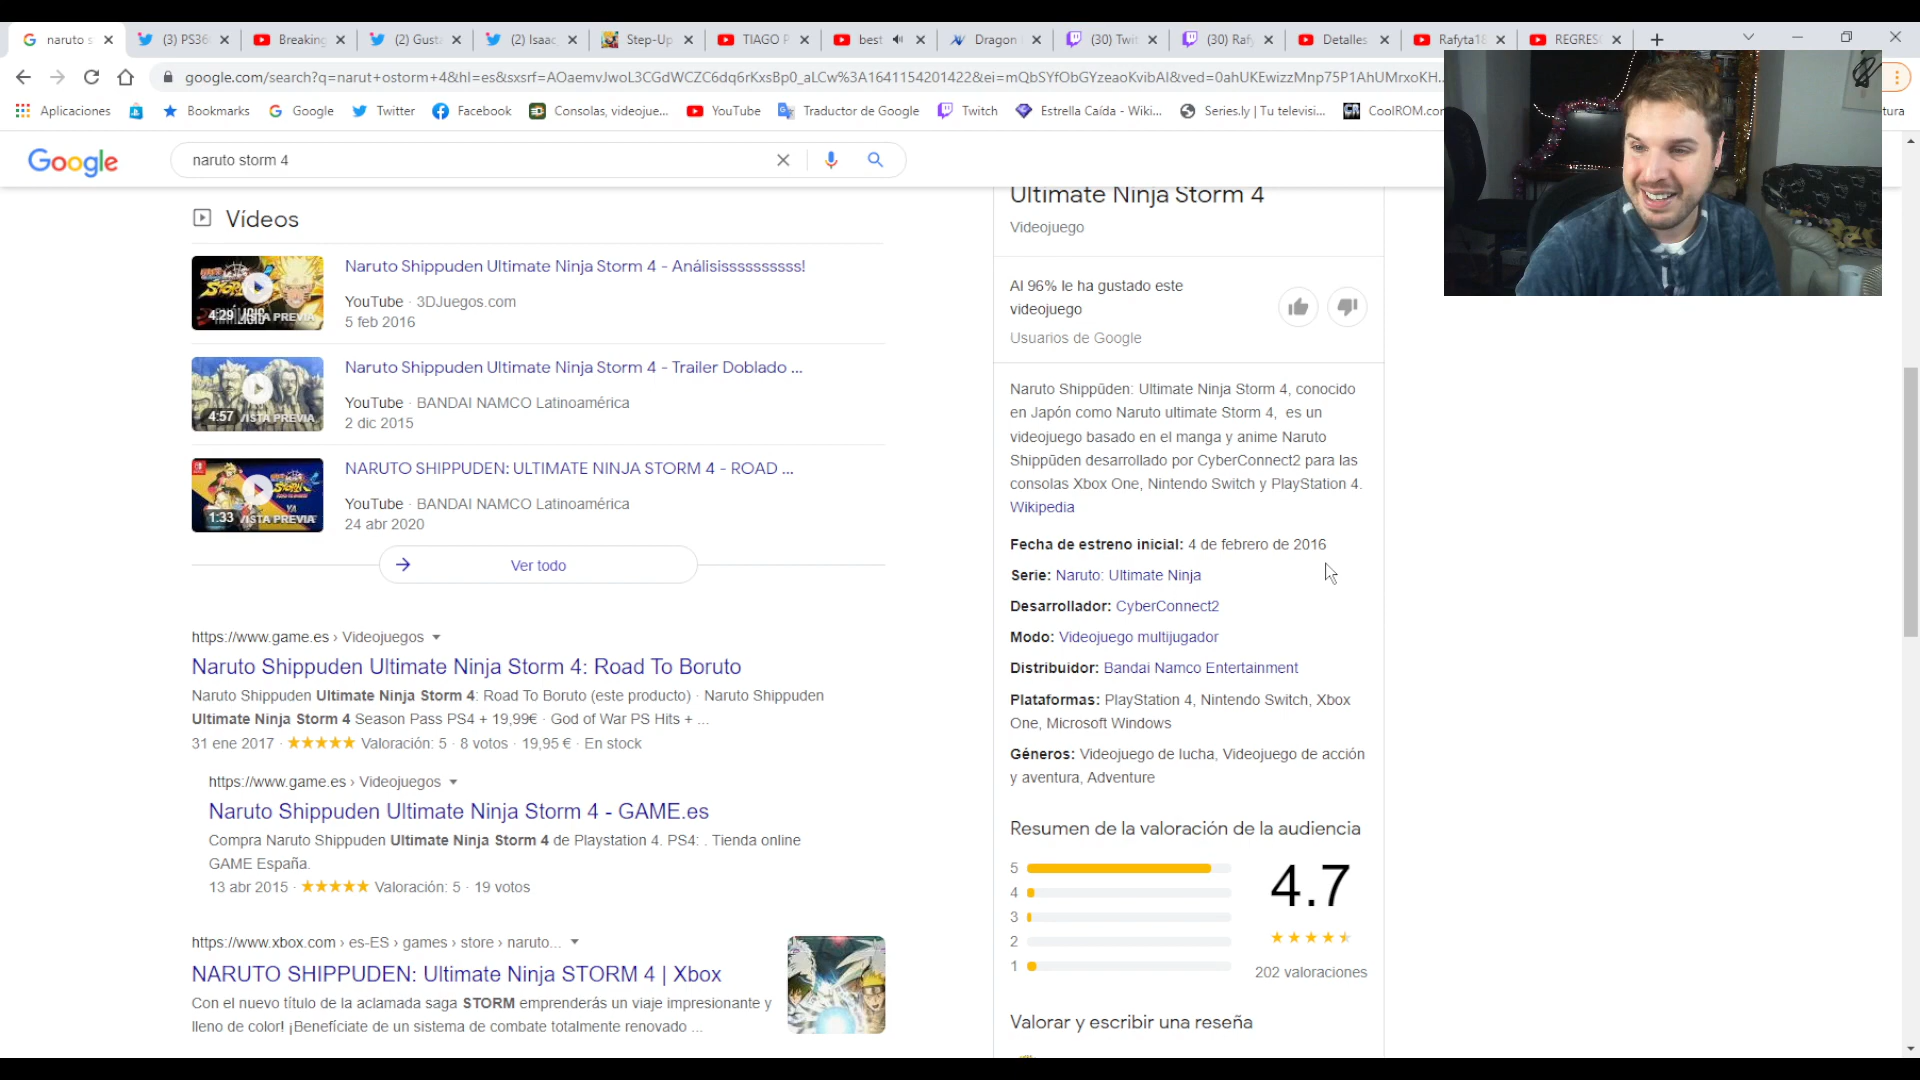 naruto s
(3) PS36
Breaking
(2) Gust
(2) Isaac
Step-Up
TIAGO P
best
Dragon
(30) Twit
(30) Rafy
Detalles
Rafyta18
REGRES
google.com/search?q=narut+ostorm+4&hl=es&sxsrf=AOaemvJwoL3CGdWCZC6dq6rKxsBp0_aLCw%3A1641154201422&ei=mQbSYfObGYzeaoKvibAI&ved=0ahUKEwizzMnp75P1AhUMrxoKH...
Aplicaciones
Bookmarks
Google
Twitter
Facebook
Consolas, videojue...
YouTube
Traductor de Google
Twitch
Estrella Caída - Wiki...
Series.ly | Tu televisi...
CoolROM.com
tura
Google
naruto storm 4
Vídeos
Naruto Shippuden Ultimate Ninja Storm 4 - Análisisssssssssss!
YouTube · 3DJuegos.com
5 feb 2016
4:29
VISTA PREVIA
Naruto Shippuden Ultimate Ninja Storm 4 - Trailer Doblado ...
YouTube · BANDAI NAMCO Latinoamérica
2 dic 2015
4:57
VISTA PREVIA
NARUTO SHIPPUDEN: ULTIMATE NINJA STORM 4 - ROAD ...
YouTube · BANDAI NAMCO Latinoamérica
24 abr 2020
1:33
VISTA PREVIA
Ver todo
https://www.game.es › Videojuegos
Naruto Shippuden Ultimate Ninja Storm 4: Road To Boruto
Naruto Shippuden Ultimate Ninja Storm 4: Road To Boruto (este producto) · Naruto Shippuden
Ultimate Ninja Storm 4 Season Pass PS4 + 19,99€ · God of War PS Hits + ...
31 ene 2017 · ★★★★★ Valoración: 5 · 8 votos · 19,95 € · En stock
https://www.game.es › Videojuegos
Naruto Shippuden Ultimate Ninja Storm 4 - GAME.es
Compra Naruto Shippuden Ultimate Ninja Storm 4 de Playstation 4. PS4: . Tienda online
GAME España.
13 abr 2015 · ★★★★★ Valoración: 5 · 19 votos
https://www.xbox.com › es-ES › games › store › naruto...
NARUTO SHIPPUDEN: Ultimate Ninja STORM 4 | Xbox
Con el nuevo título de la aclamada saga STORM emprenderás un viaje impresionante y
lleno de color! ¡Benefíciate de un sistema de combate totalmente renovado ...
Ultimate Ninja Storm 4
Videojuego
Al 96% le ha gustado este
videojuego
Usuarios de Google
Naruto Shippūden: Ultimate Ninja Storm 4, conocido
en Japón como Naruto ultimate Storm 4, es un
videojuego basado en el manga y anime Naruto
Shippūden desarrollado por CyberConnect2 para las
consolas Xbox One, Nintendo Switch y PlayStation 4.
Wikipedia
Fecha de estreno inicial: 4 de febrero de 2016
Serie: Naruto: Ultimate Ninja
Desarrollador: CyberConnect2
Modo: Videojuego multijugador
Distribuidor: Bandai Namco Entertainment
Plataformas: PlayStation 4, Nintendo Switch, Xbox
One, Microsoft Windows
Géneros: Videojuego de lucha, Videojuego de acción
y aventura, Adventure
Resumen de la valoración de la audiencia
5
4
3
2
1
4.7
202 valoraciones
Valorar y escribir una reseña